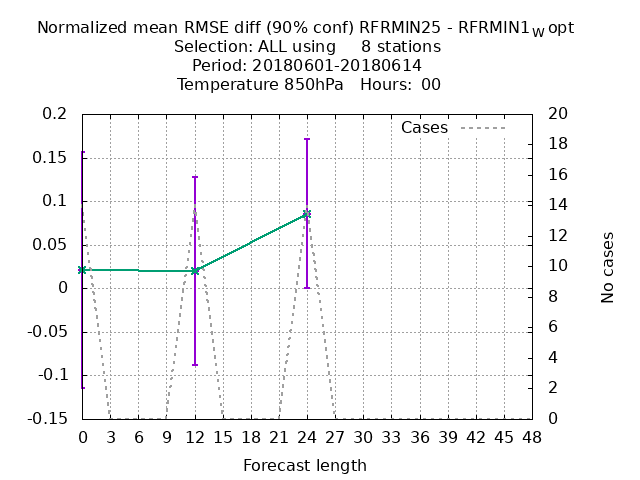 Normalized mean RMSE diff (90% conf) RFRMIN25 - RFRMIN1wopt
Selection: ALL using     8 stations
Period: 20180601-20180614
Temperature 850hPa   Hours:  00
Cases
0.2
0.15
0.1
0.05
0
-0.05
-0.1
-0.15
20
18
16
14
12
10
8
6
4
2
0
No cases
0 3 6 9 12 15 18 21 24 27 30 33 36 39 42 45 48
Forecast length